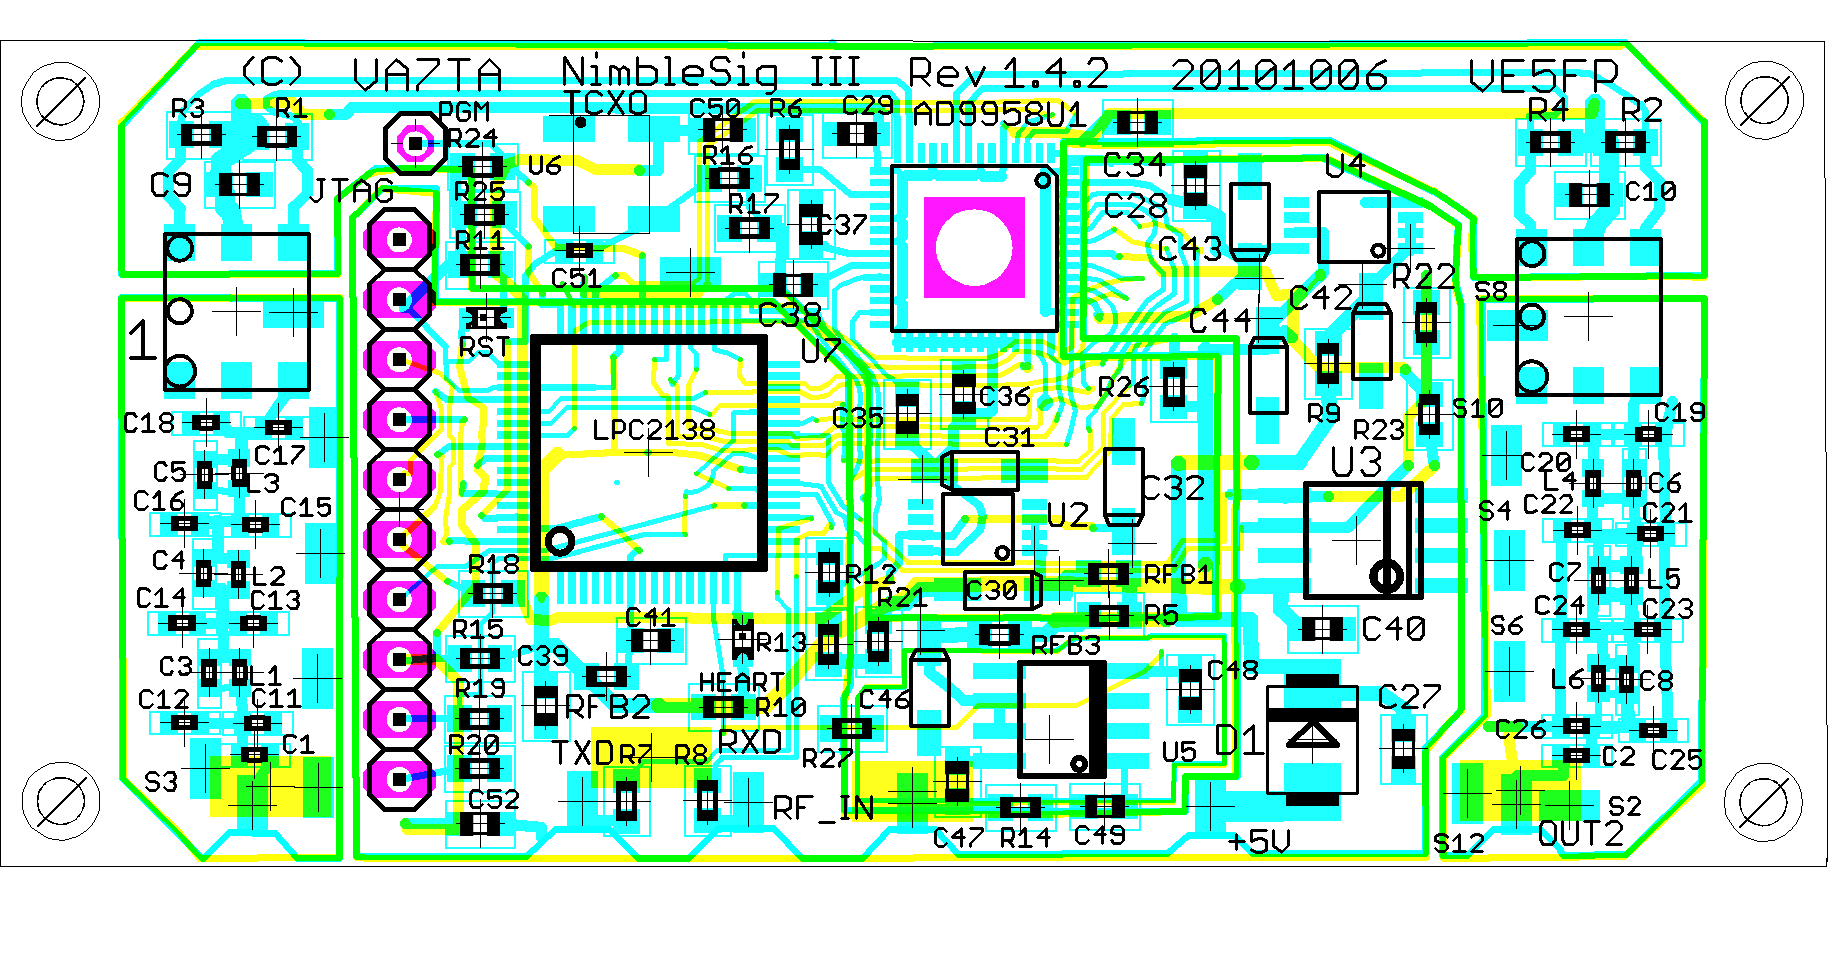 (C) VA7TA NimbleSig III Rev 1.4.2 20101006 VE5FP
R3 R1 PGM TCXO C50 R6 C29 AD9958U1 R4 R2
R24
C9 JTAG U6 R16 C34 U4 C10
R25 R17 C37 C28
R11 C51 C43
C38 C42 R22 S8
1 RST U7 C44
C35 C36 R26 R9 S10 C19
C18 LPC2138 C31 R23
C5 C17 U3 C20
L3 C32 L4 C6
C16 C15 U2 S4 C22 C21
C4 L2 R18 R12 RFB1 C7 L5
C14 C13 R21 C30 R5 C24 C23
R15 C41 R13 RFB3 C40 S6
C3 L1 C39 HEART C48 L6 C8
C12 C11 R19 RFB2 R10 C46 C27
C1 R20 TXD R7 R8 RXD R27 U5 D1 C26 C2 C25
S3 C52 RF_IN S2
C47 R14 C49 +5V S12 OUT2